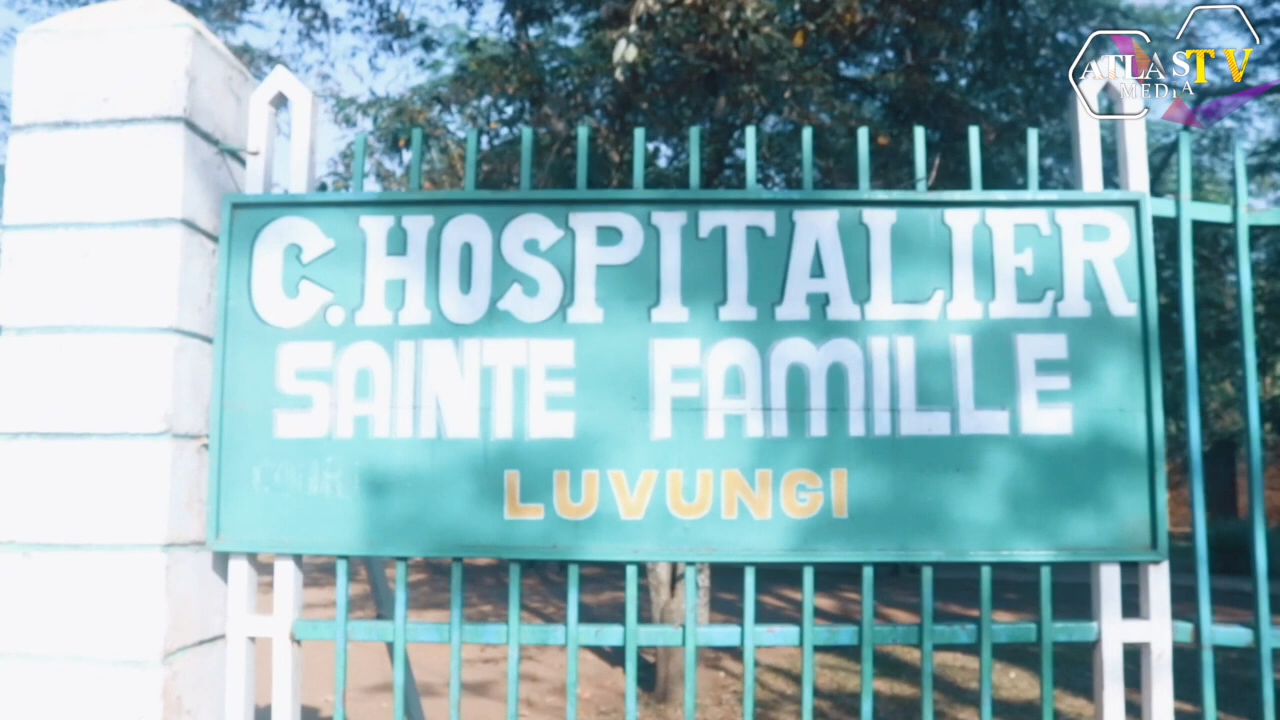 ATLAS TV
MEDIA
C.HOSPITALIER
SAINTE FAMILLE
LUVUNGI